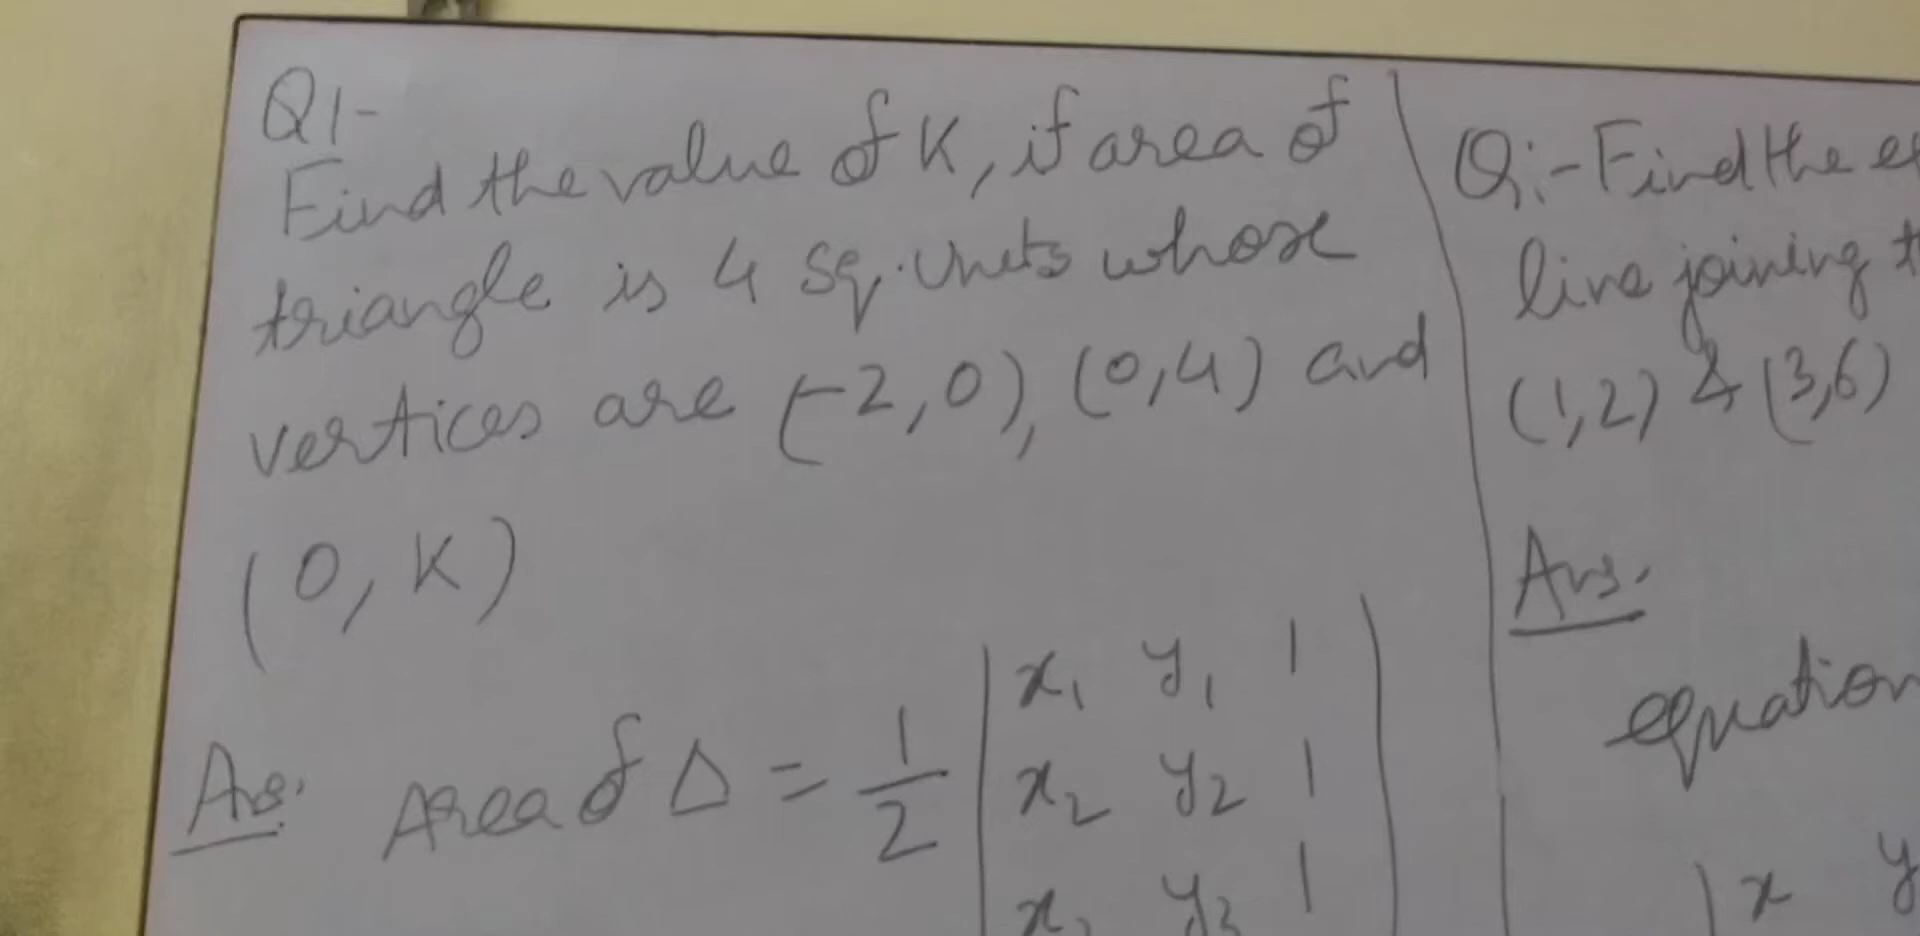 Q1-
Find the value of K, if area of
triangle is 4 sq. units whose
vertices are (-2,0), (0,4) and
(0, K)
Ans. Area of Δ = 1/2 | x₁ y₁ 1 |
| x₂ y₂ 1 |
y₃ 1
Q:- Find the
line joining
(1,2) & (3,6)
Ans.
equation
| x y